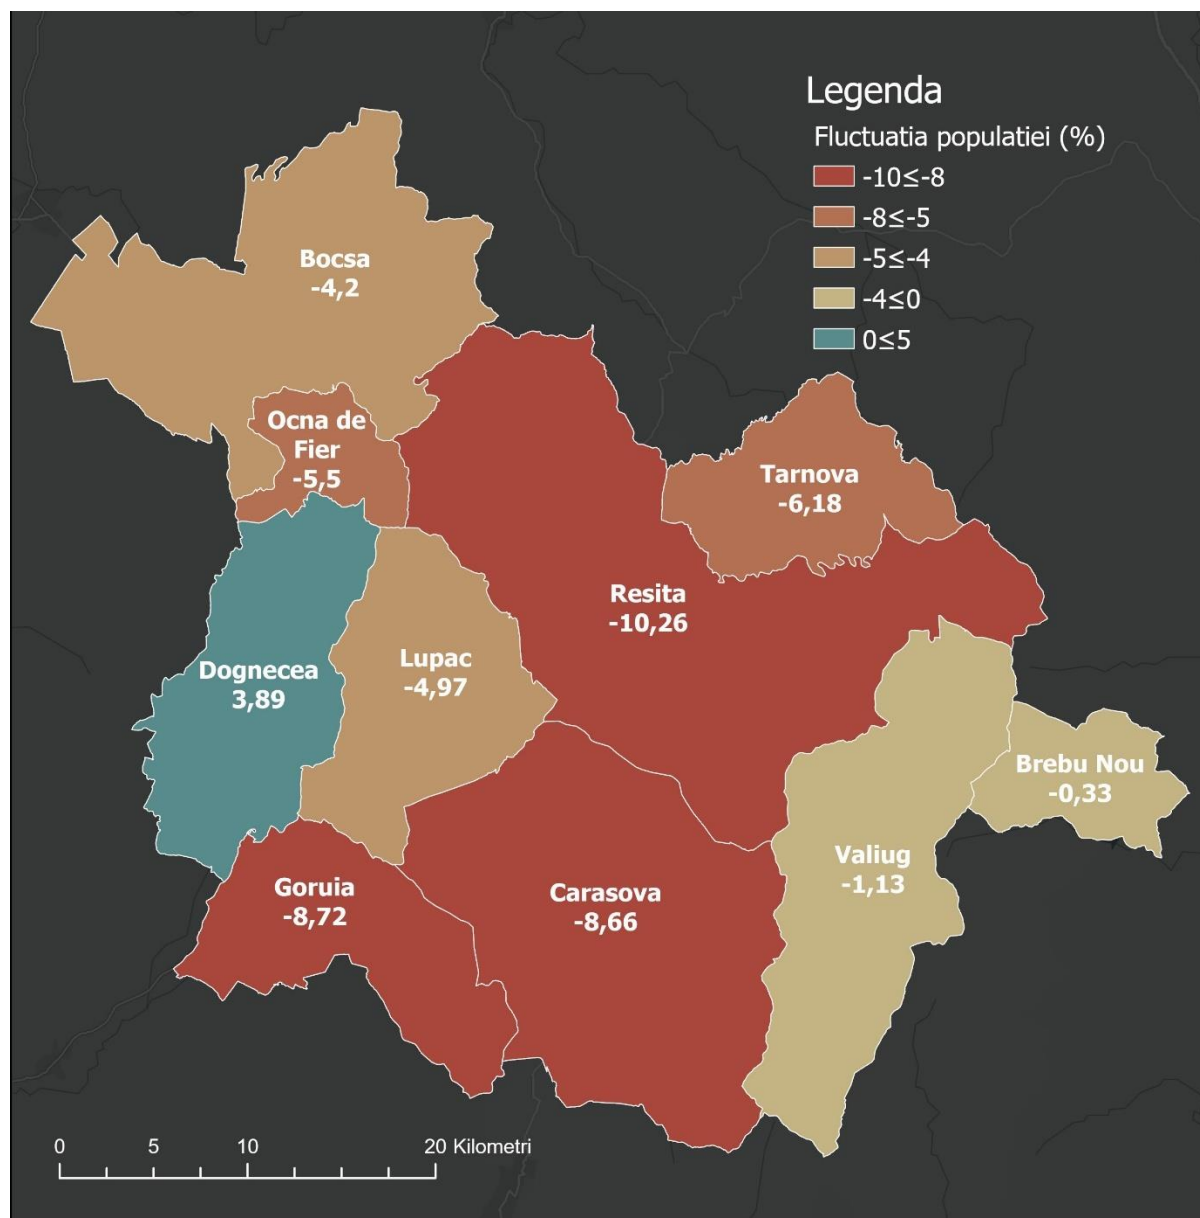 Legenda
Fluctuatia populatiei (%)
-10≤-8
-8≤-5
-5≤-4
-4≤0
0≤5
Bocsa
-4,2
Ocna de
Fier
-5,5
Tarnova
-6,18
Resita
-10,26
Dognecea
3,89
Lupac
-4,97
Brebu Nou
-0,33
Valiug
-1,13
Goruia
-8,72
Carasova
-8,66
0 5 10 20 Kilometri